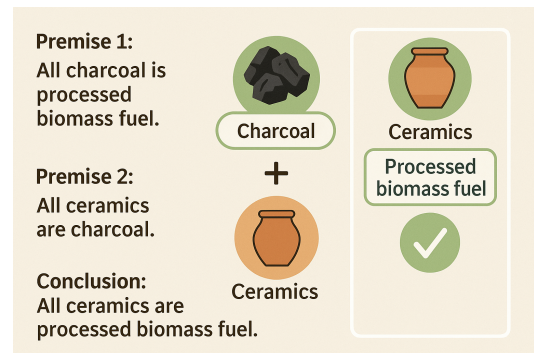 Premise 1:
All charcoal is
processed
biomass fuel.
Premise 2:
All ceramics
are charcoal.
Conclusion:
All ceramics are
processed biomass fuel.
Charcoal
+
Ceramics
Ceramics
Processed
biomass fuel